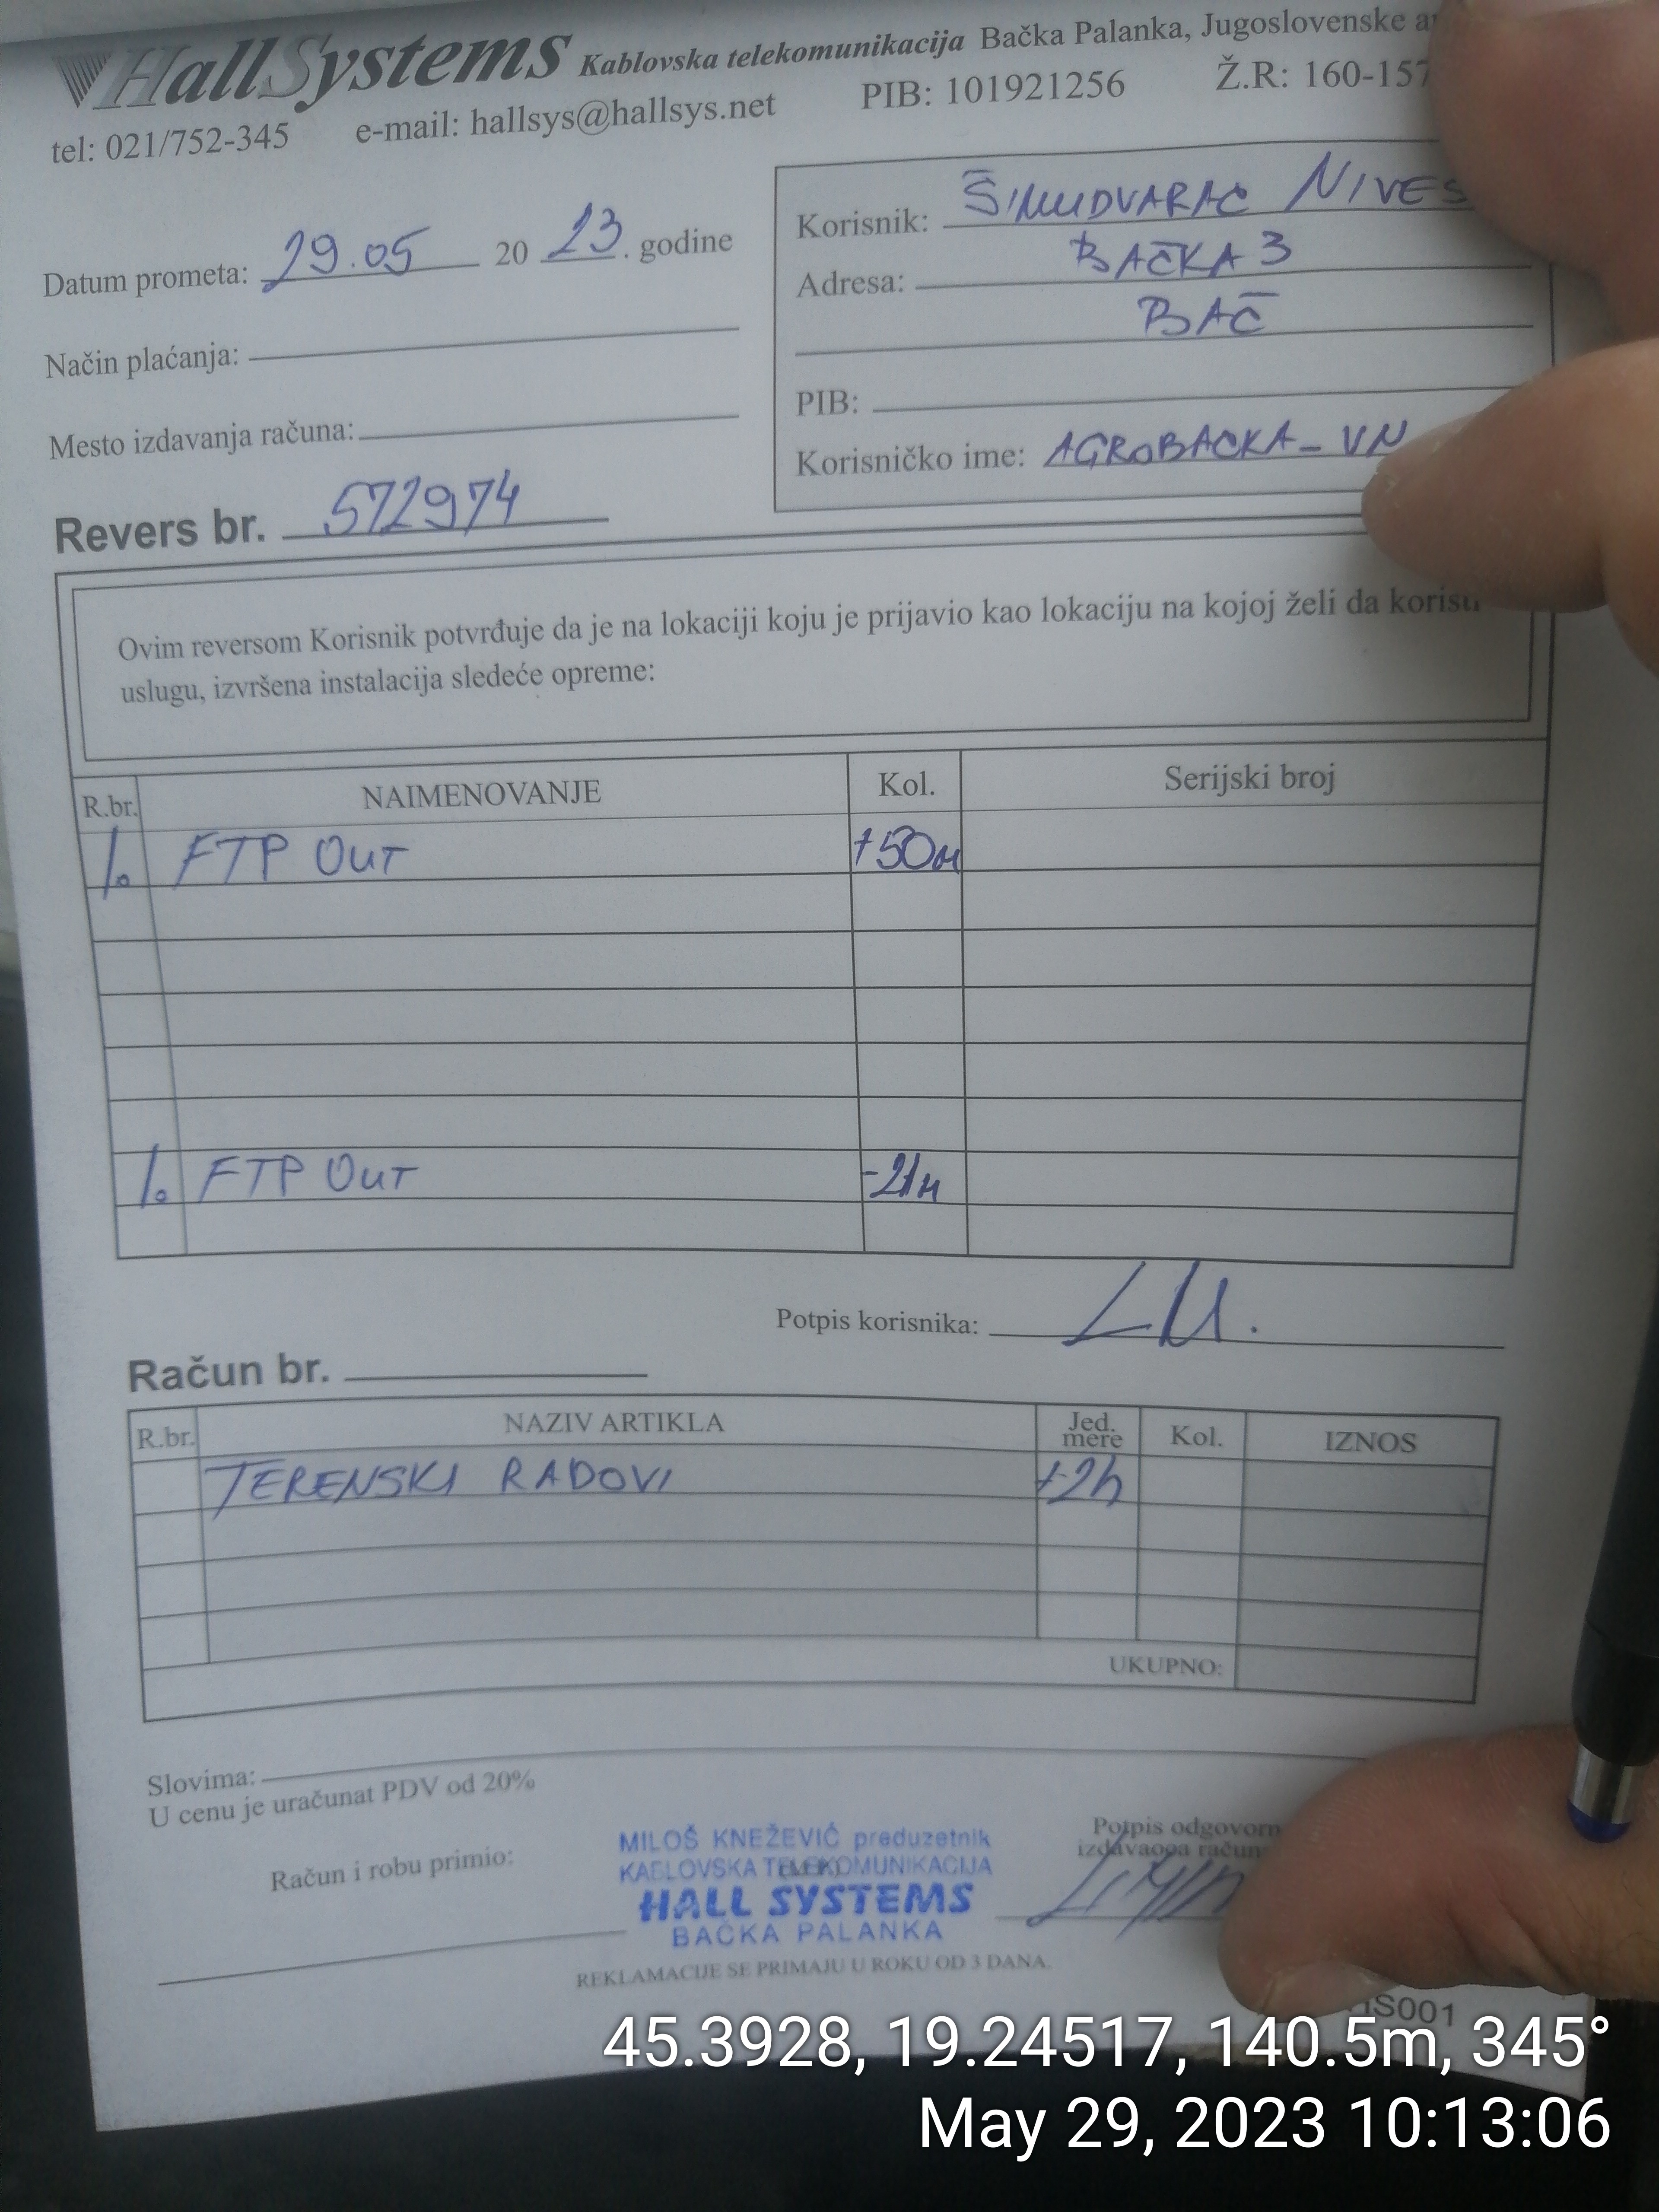 HallSystems Kablovska telekomunikacija Bačka Palanka, Jugoslovenske
tel: 021/752-345 e-mail: hallsys@hallsys.net PIB: 101921256 Ž.R: 160-157
Datum prometa: 29.05 20 23. godine
Način plaćanja:
Mesto izdavanja računa:
Revers br. 572974
Korisnik: NIVES
Adresa: BAČKA 3
BAČ
PIB:
Korisničko ime: AGROBACKA_VN
Ovim reversom Korisnik potvrđuje da je na lokaciji koju je prijavio kao lokaciju na kojoj želi da koristi
uslugu, izvršena instalacija sledeće opreme:
R.br. NAIMENOVANJE Kol. Serijski broj
1. FTP OUT +50m
1. FTP OUT -21m
Potpis korisnika:
Račun br.
R.br. NAZIV ARTIKLA Jed. mere Kol. IZNOS
TERENSKI RADOVI +2h
UKUPNO:
Slovima:
U cenu je uračunat PDV od 20%
Račun i robu primio:
MILOŠ KNEŽEVIĆ preduzetnik
KABLOVSKA TELEKOMUNIKACIJA
HALL SYSTEMS
BAČKA PALANKA
Potpis odgovorn
izdavaoca račun
REKLAMACIJE SE PRIMAJU U ROKU OD 3 DANA.
IS001
45.3928, 19.24517, 140.5m, 345°
May 29, 2023 10:13:06